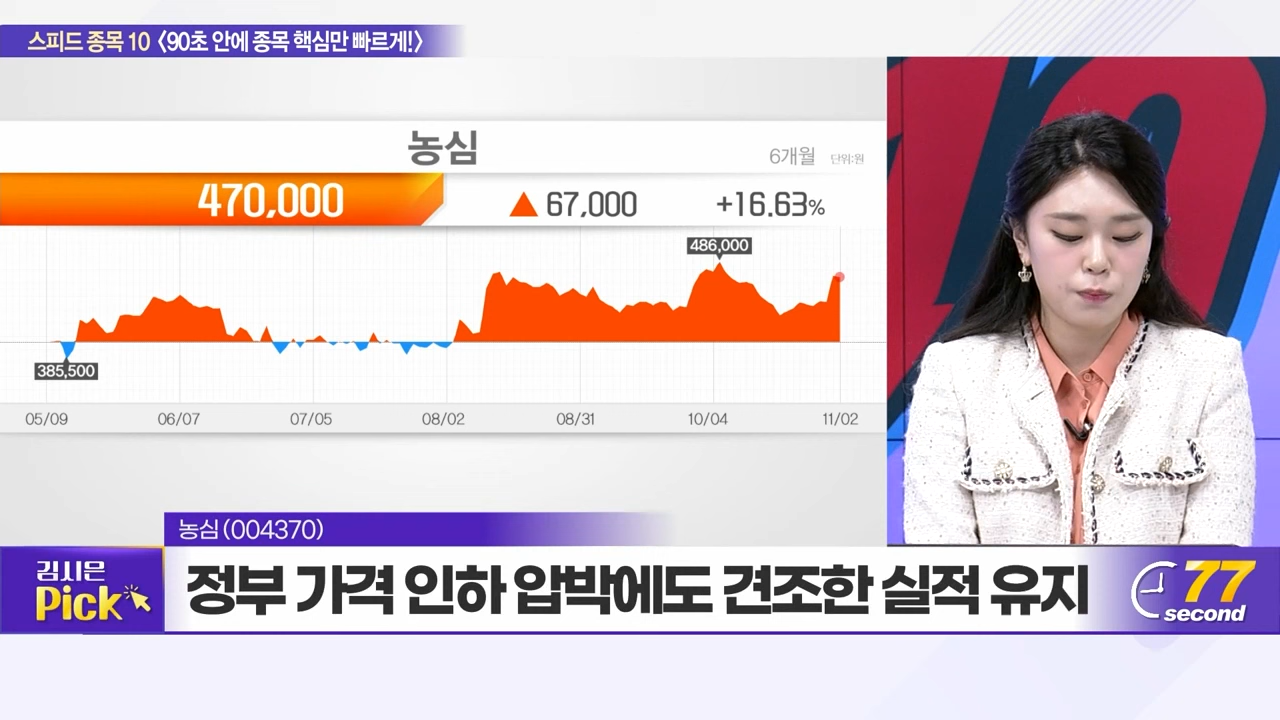 스피드 종목 10 〈90초 안에 종목 핵심만 빠르게!〉
농심
6개월 단위:원
470,000 ▲ 67,000 +16.63%
486,000
385,500
05/09 06/07 07/05 08/02 08/31 10/04 11/02
농심(004370)
김시은
Pick
정부 가격 인하 압박에도 견조한 실적 유지
77
second